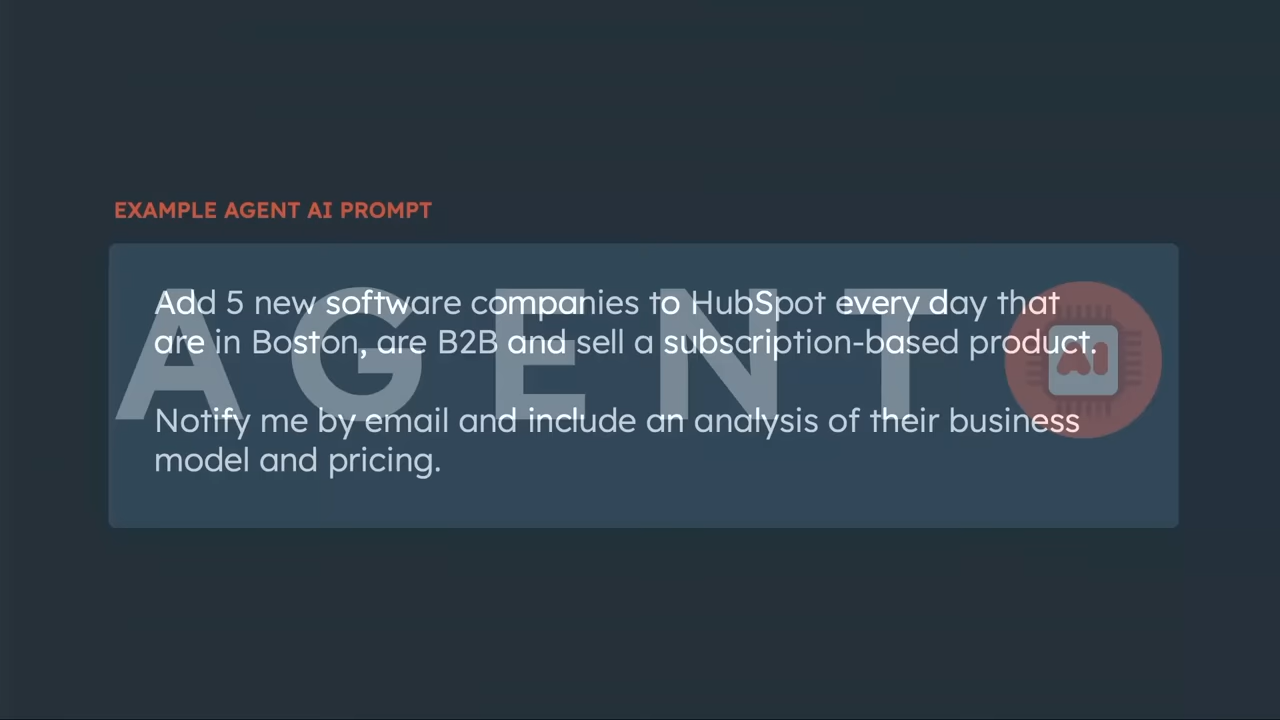 EXAMPLE AGENT AI PROMPT
Add 5 new software companies to HubSpot every day that
are in Boston, are B2B and sell a subscription-based product.
Notify me by email and include an analysis of their business
model and pricing.
AGENT
AI